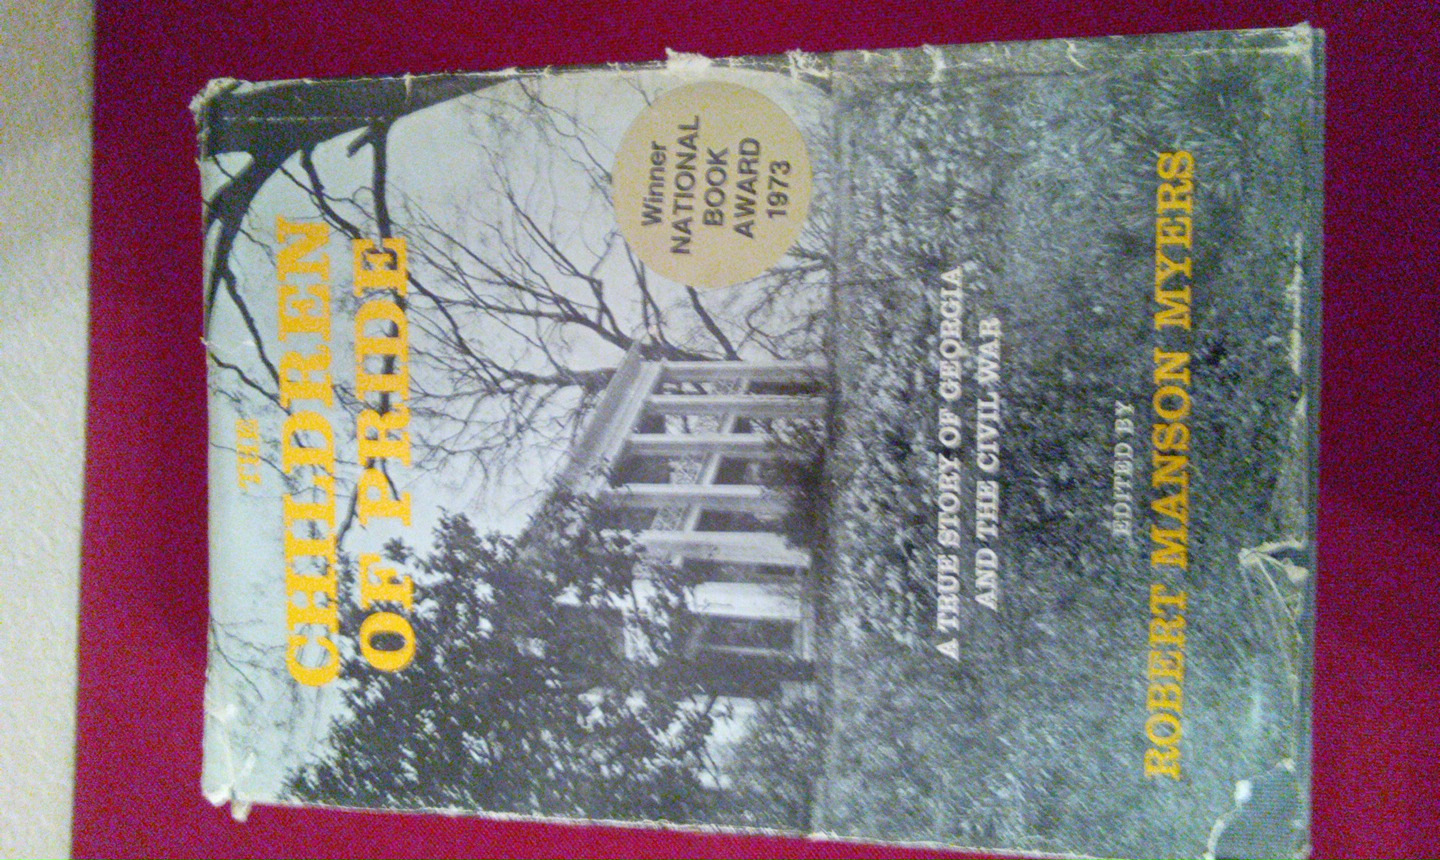 THE
CHILDREN
OF PRIDE
Winner
NATIONAL
BOOK
AWARD
1973
A TRUE STORY OF GEORGIA
AND THE CIVIL WAR
EDITED BY
ROBERT MANSON MYERS